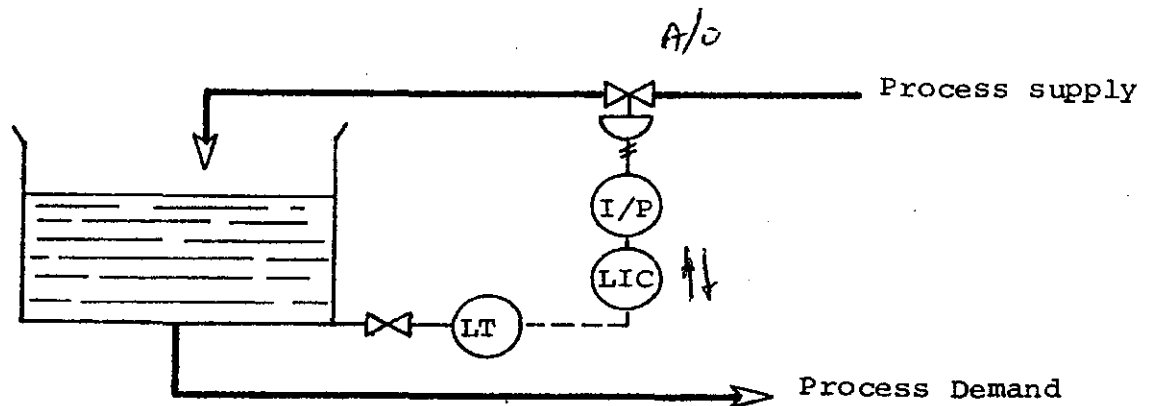 A/O
Process supply
I/P
LIC ↑↓
LT
Process Demand